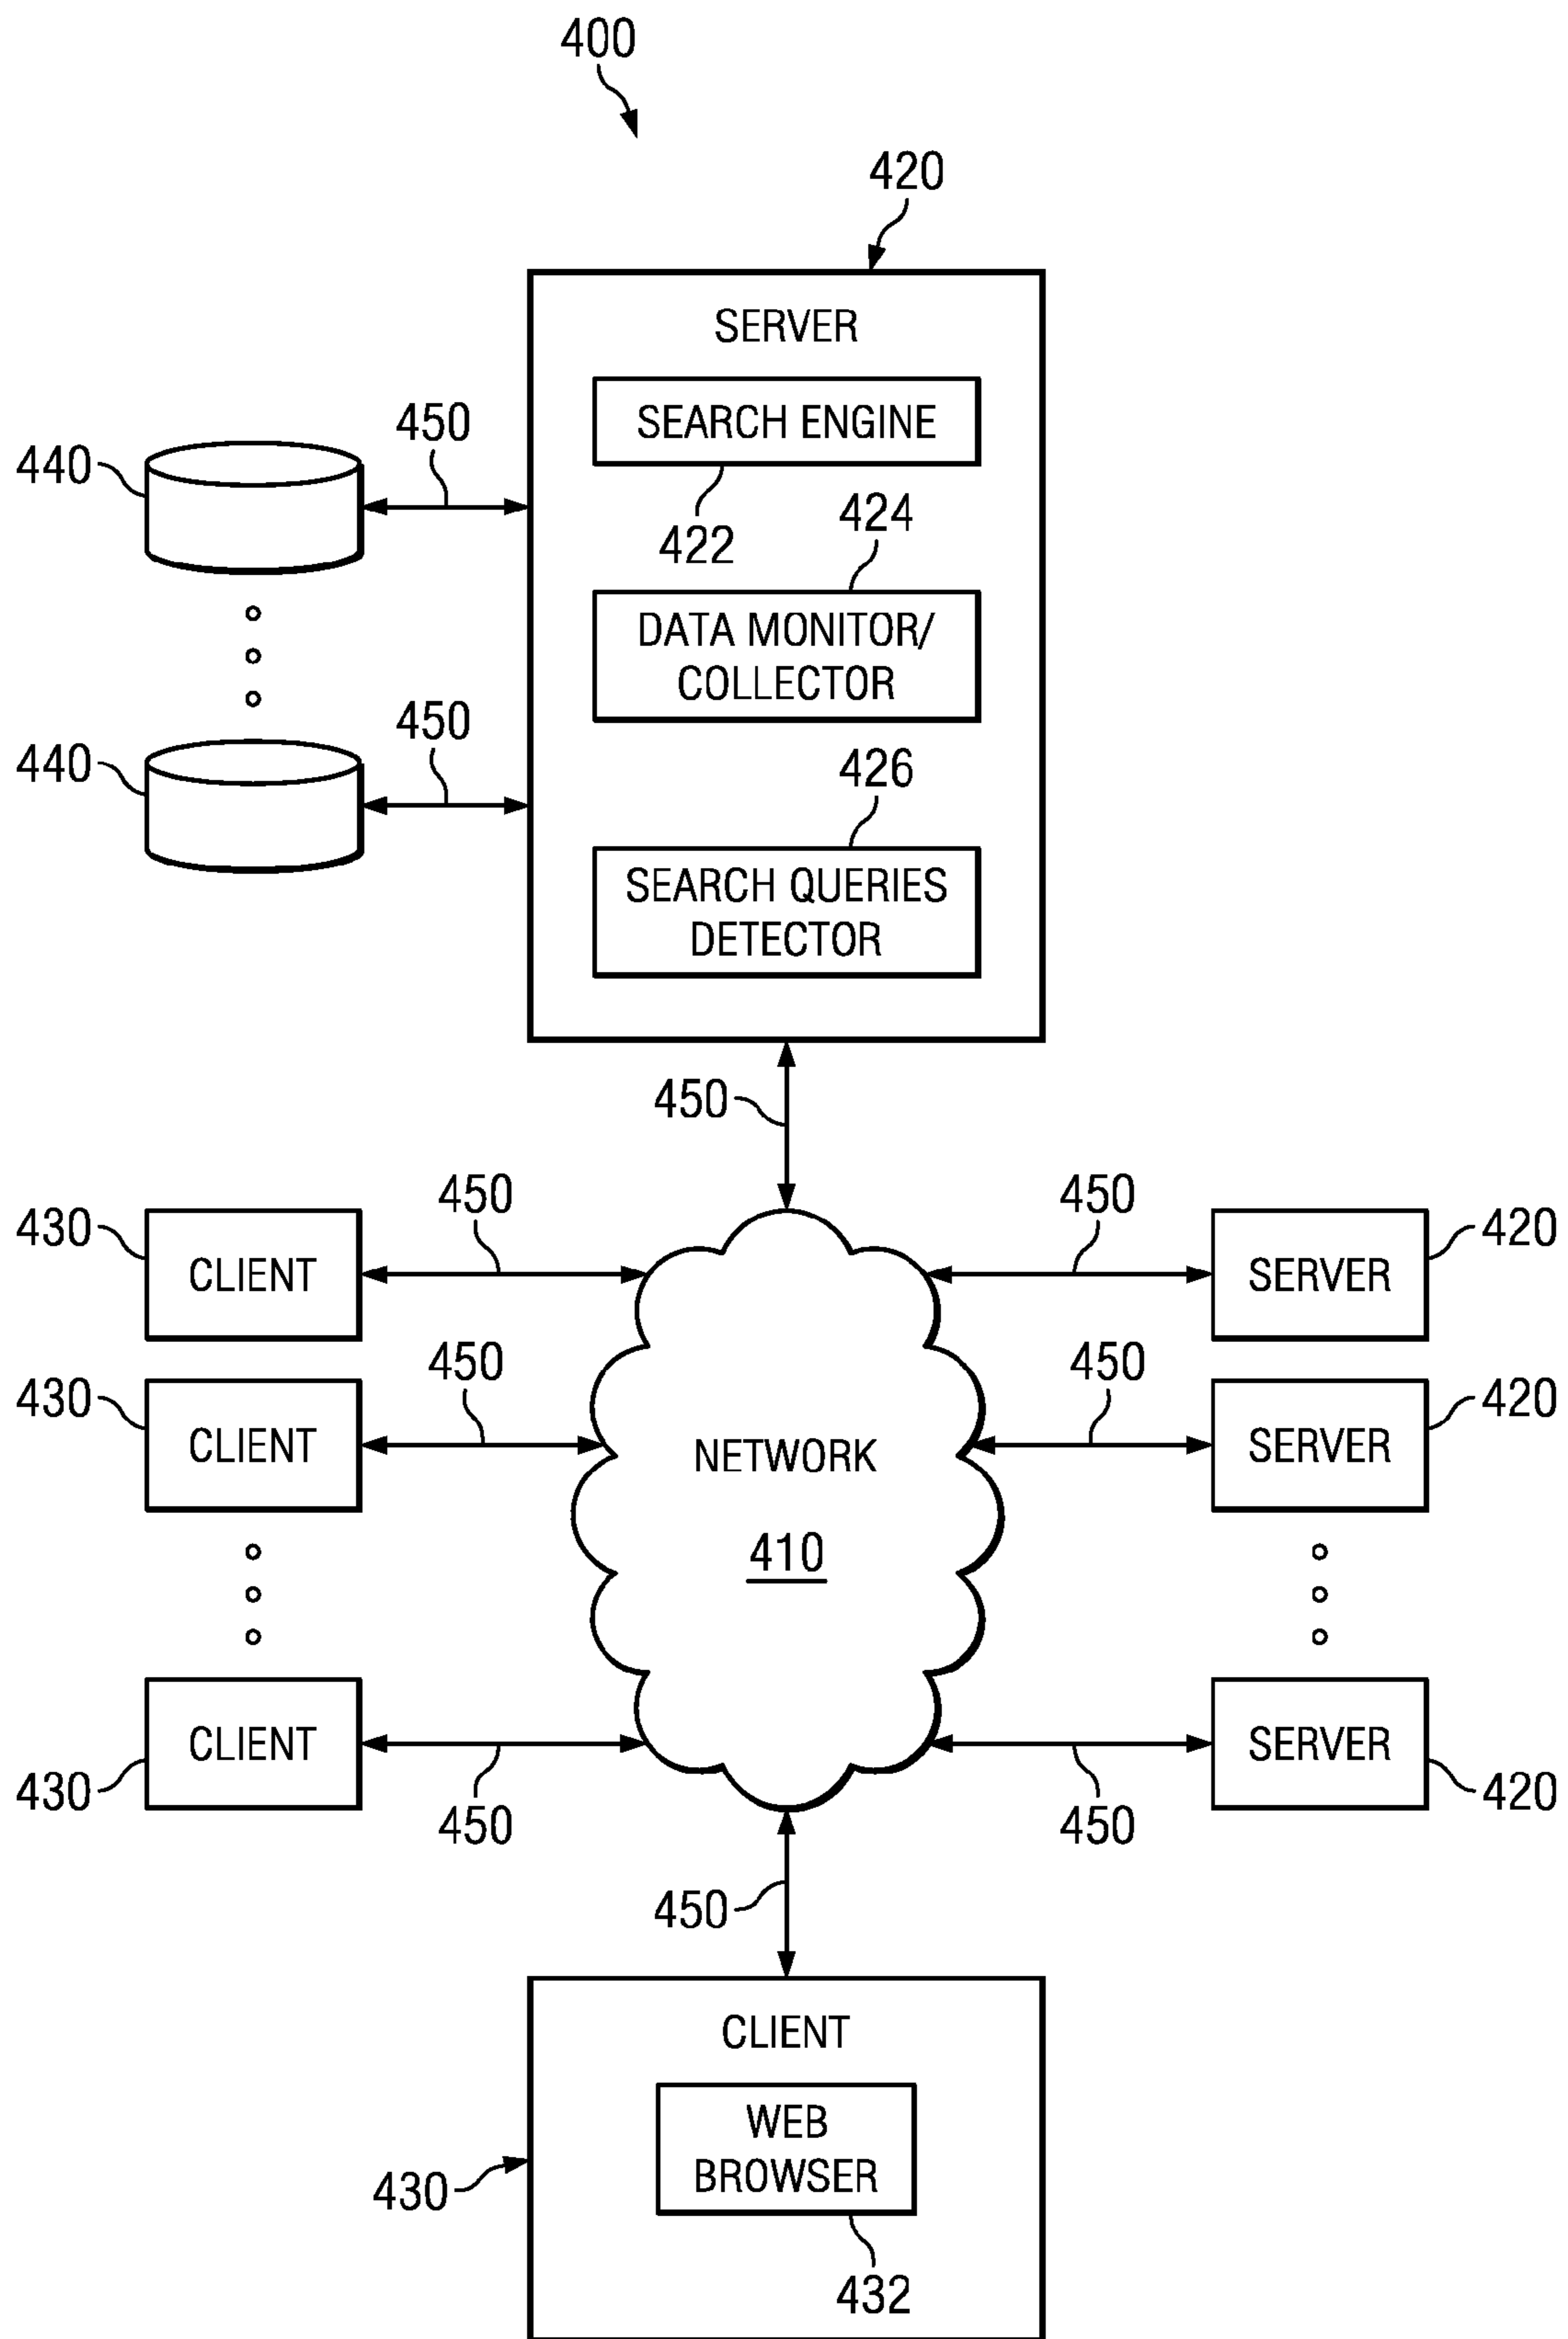 400
420
SERVER
SEARCH ENGINE
422
424
DATA MONITOR/
COLLECTOR
426
SEARCH QUERIES
DETECTOR
440
450
440
450
450
430
CLIENT
450
450
SERVER
420
430
CLIENT
450
450
SERVER
420
NETWORK
410
430
CLIENT
450
450
SERVER
420
450
CLIENT
WEB
BROWSER
430
432